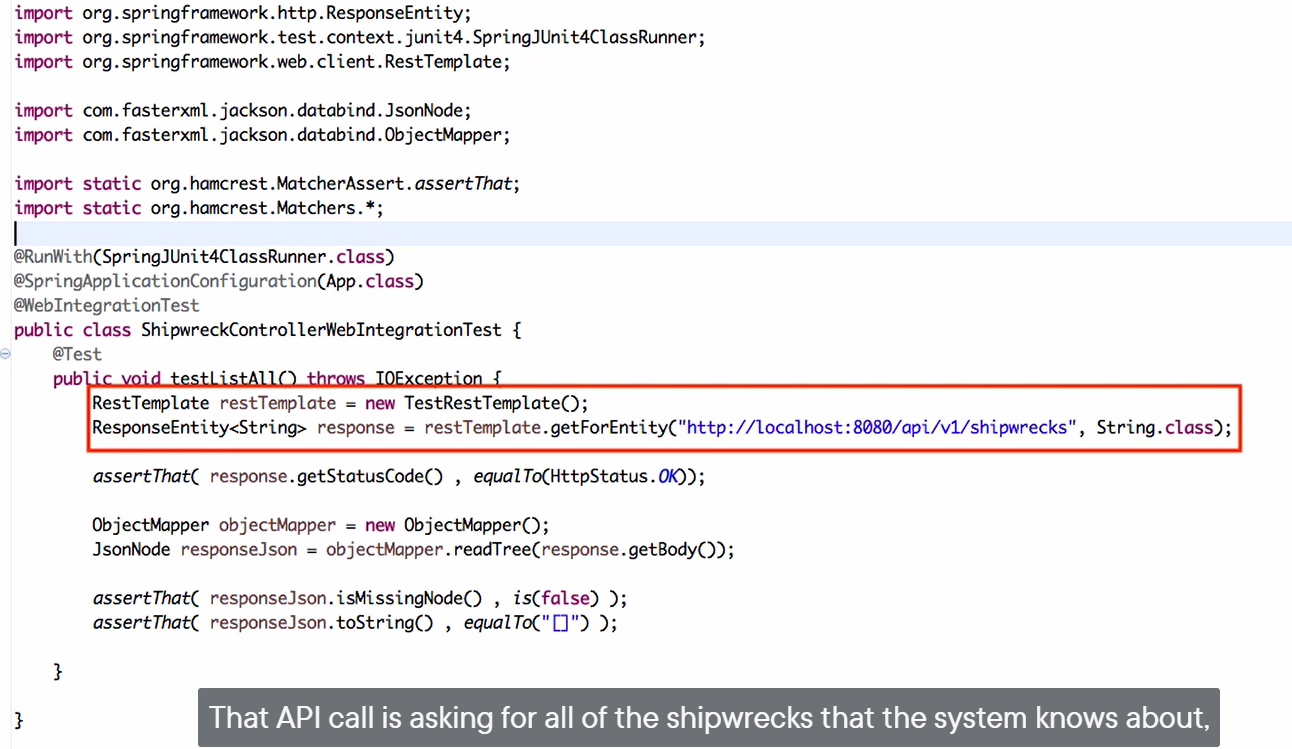 import org.springframework.http.ResponseEntity;
import org.springframework.test.context.junit4.SpringJUnit4ClassRunner;
import org.springframework.web.client.RestTemplate;
import com.fasterxml.jackson.databind.JsonNode;
import com.fasterxml.jackson.databind.ObjectMapper;
import static org.hamcrest.MatcherAssert.assertThat;
import static org.hamcrest.Matchers.*;
@RunWith(SpringJUnit4ClassRunner.class)
@SpringApplicationConfiguration(App.class)
@WebIntegrationTest
public class ShipwreckControllerWebIntegrationTest {
@Test
public void testListAll() throws IOException {
RestTemplate restTemplate = new TestRestTemplate();
ResponseEntity<String> response = restTemplate.getForEntity("http://localhost:8080/api/v1/shipwrecks", String.class);
assertThat( response.getStatusCode() , equalTo(HttpStatus.OK));
ObjectMapper objectMapper = new ObjectMapper();
JsonNode responseJson = objectMapper.readTree(response.getBody());
assertThat( responseJson.isMissingNode() , is(false) );
assertThat( responseJson.toString() , equalTo("[]") );
}
}
That API call is asking for all of the shipwrecks that the system knows about,